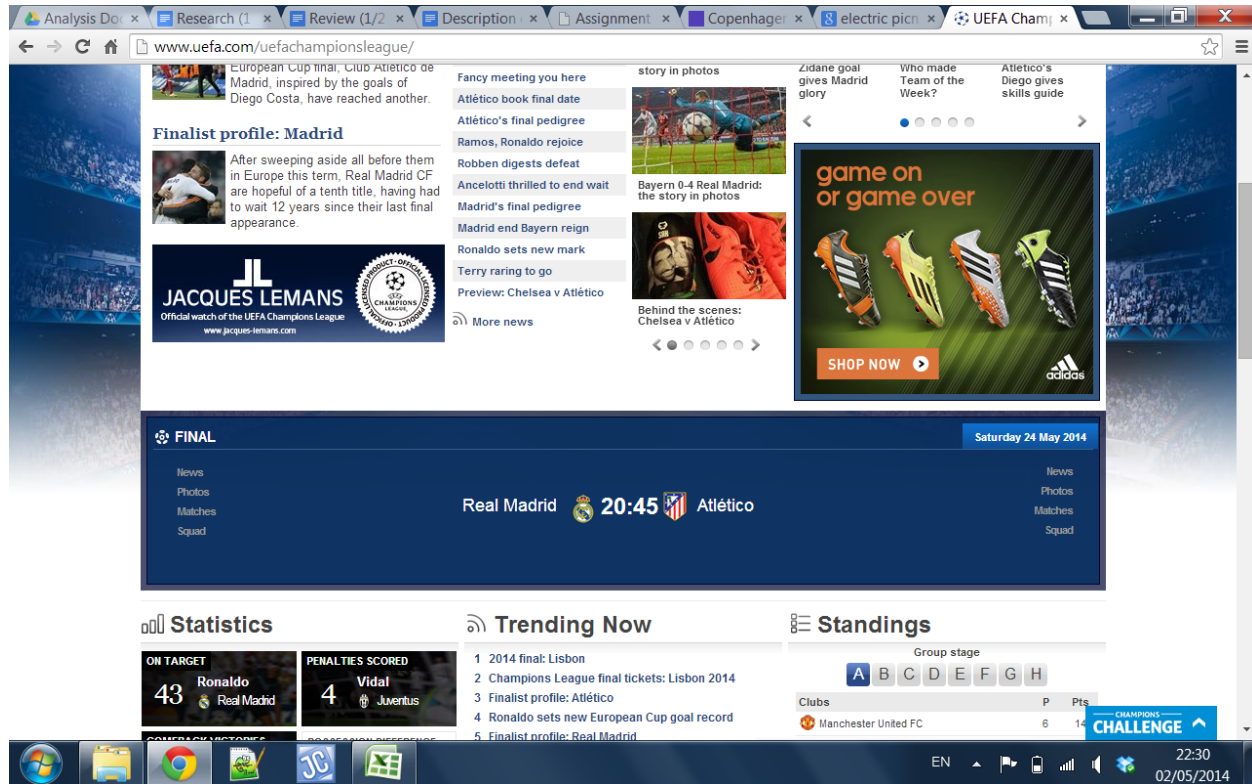 Analysis Do
Research (1
Review (1/2
Description
Assignment
Copenhager
electric picn
UEFA Champ
www.uefa.com/uefachampionsleague/
European Cup final, Club Atlético de
Madrid, inspired by the goals of
Diego Costa, have reached another.
Finalist profile: Madrid
After sweeping aside all before them
in Europe this term, Real Madrid CF
are hopeful of a tenth title, having had
to wait 12 years since their last final
appearance.
JACQUES LEMANS
Official watch of the UEFA Champions League
www.jacques-lemans.com
OFFICIAL LICENSED PRODUCT
CHAMPIONS
LEAGUE
Fancy meeting you here
Atlético book final date
Atlético's final pedigree
Ramos, Ronaldo rejoice
Robben digests defeat
Ancelotti thrilled to end wait
Madrid's final pedigree
Madrid end Bayern reign
Ronaldo sets new mark
Terry raring to go
Preview: Chelsea v Atlético
More news
story in photos
Bayern 0-4 Real Madrid:
the story in photos
Behind the scenes:
Chelsea v Atlético
Zidane goal
gives Madrid
glory
Who made
Team of the
Week?
Atlético's
Diego gives
skills guide
game on
or game over
SHOP NOW
adidas
FINAL
Saturday 24 May 2014
News
Photos
Matches
Squad
Real Madrid 20:45 Atlético
News
Photos
Matches
Squad
Statistics
ON TARGET
43 Ronaldo
Real Madrid
PENALTIES SCORED
4 Vidal
Juventus
COMEBACK VICTORIES
POSSESSION DIFFERENCE
Trending Now
1 2014 final: Lisbon
2 Champions League final tickets: Lisbon 2014
3 Finalist profile: Atlético
4 Ronaldo sets new European Cup goal record
5 Finalist profile: Real Madrid
Standings
Group stage
A B C D E F G H
Clubs P Pts
Manchester United FC 6 14
CHAMPIONS
CHALLENGE
EN
22:30
02/05/2014